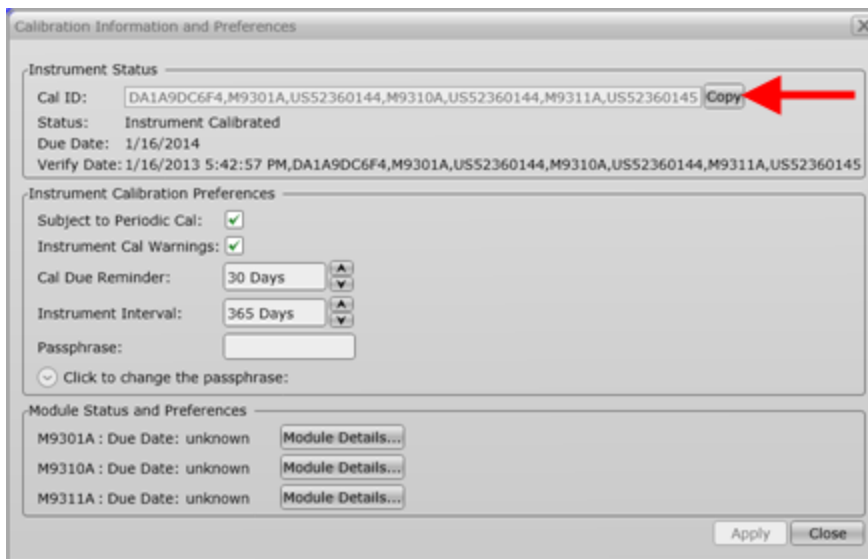 Calibration Information and Preferences
Instrument Status
Cal ID: DA1A9DC6F4,M9301A,US52360144,M9310A,US52360144,M9311A,US52360145 Copy
Status: Instrument Calibrated
Due Date: 1/16/2014
Verify Date: 1/16/2013 5:42:57 PM,DA1A9DC6F4,M9301A,US52360144,M9310A,US52360144,M9311A,US52360145
Instrument Calibration Preferences
Subject to Periodic Cal:
Instrument Cal Warnings:
Cal Due Reminder: 30 Days
Instrument Interval: 365 Days
Passphrase:
Click to change the passphrase:
Module Status and Preferences
M9301A : Due Date: unknown Module Details...
M9310A : Due Date: unknown Module Details...
M9311A : Due Date: unknown Module Details...
Apply Close